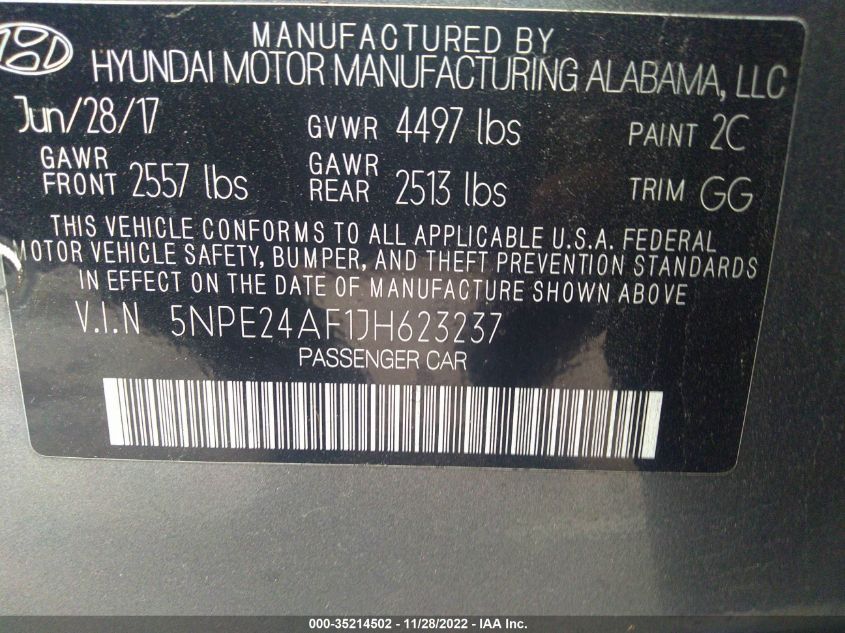 MANUFACTURED BY
HYUNDAI MOTOR MANUFACTURING ALABAMA, LLC
Jun/28/17 GVWR 4497 lbs PAINT 2C
GAWR FRONT 2557 lbs GAWR REAR 2513 lbs TRIM GG
THIS VEHICLE CONFORMS TO ALL APPLICABLE U.S.A. FEDERAL
MOTOR VEHICLE SAFETY, BUMPER, AND THEFT PREVENTION STANDARDS
IN EFFECT ON THE DATE OF MANUFACTURE SHOWN ABOVE
V.I.N 5NPE24AF1JH623237
PASSENGER CAR
000-35214502 - 11/28/2022 - IAA Inc.